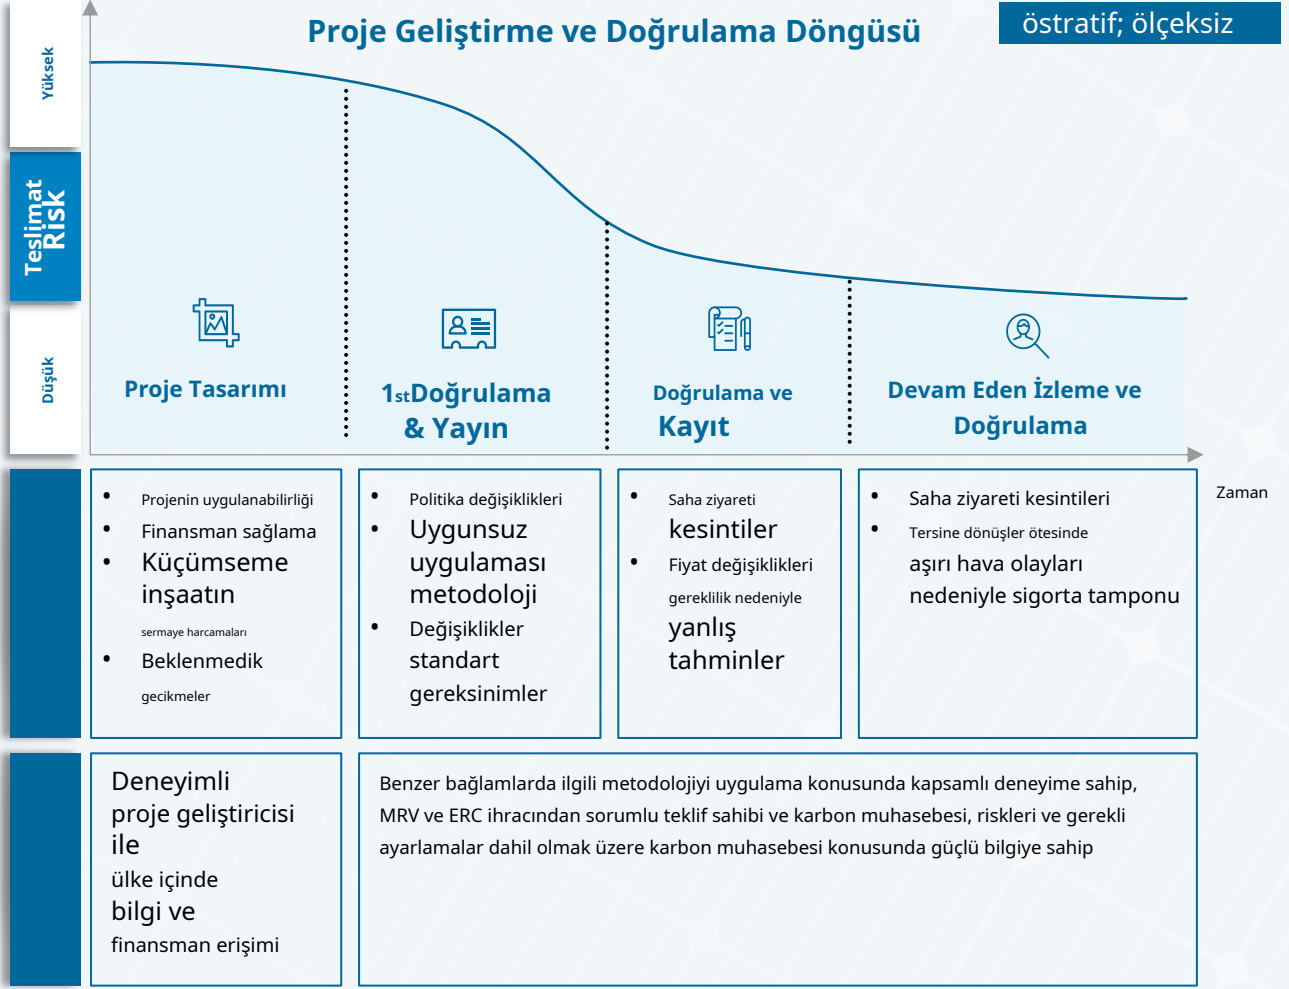 Proje Geliştirme ve Doğrulama Döngüsü
östratif; ölçeksiz
Yüksek
Teslimat
Risk
Düşük
Proje Tasarımı
1stDoğrulama
& Yayın
Doğrulama ve
Kayıt
Devam Eden İzleme ve
Doğrulama
Zaman
• Projenin uygulanabilirliği
• Finansman sağlama
• Küçümseme
inşaatın
sermaye harcamaları
• Beklenmedik
gecikmeler
• Politika değişiklikleri
• Uygunsuz
uygulaması
metodoloji
• Değişiklikler
standart
gereksinimler
• Saha ziyareti
kesintiler
• Fiyat değişiklikleri
gereklilik nedeniyle
yanlış
tahminler
• Saha ziyareti kesintileri
• Tersine dönüşler ötesinde
aşırı hava olayları
nedeniyle sigorta tamponu
Deneyimli
proje geliştiricisi
ile
ülke içinde
bilgi ve
finansman erişimi
Benzer bağlamlarda ilgili metodolojiyi uygulama konusunda kapsamlı deneyime sahip,
MRV ve ERC ihracından sorumlu teklif sahibi ve karbon muhasebesi, riskleri ve gerekli
ayarlamalar dahil olmak üzere karbon muhasebesi konusunda güçlü bilgiye sahip